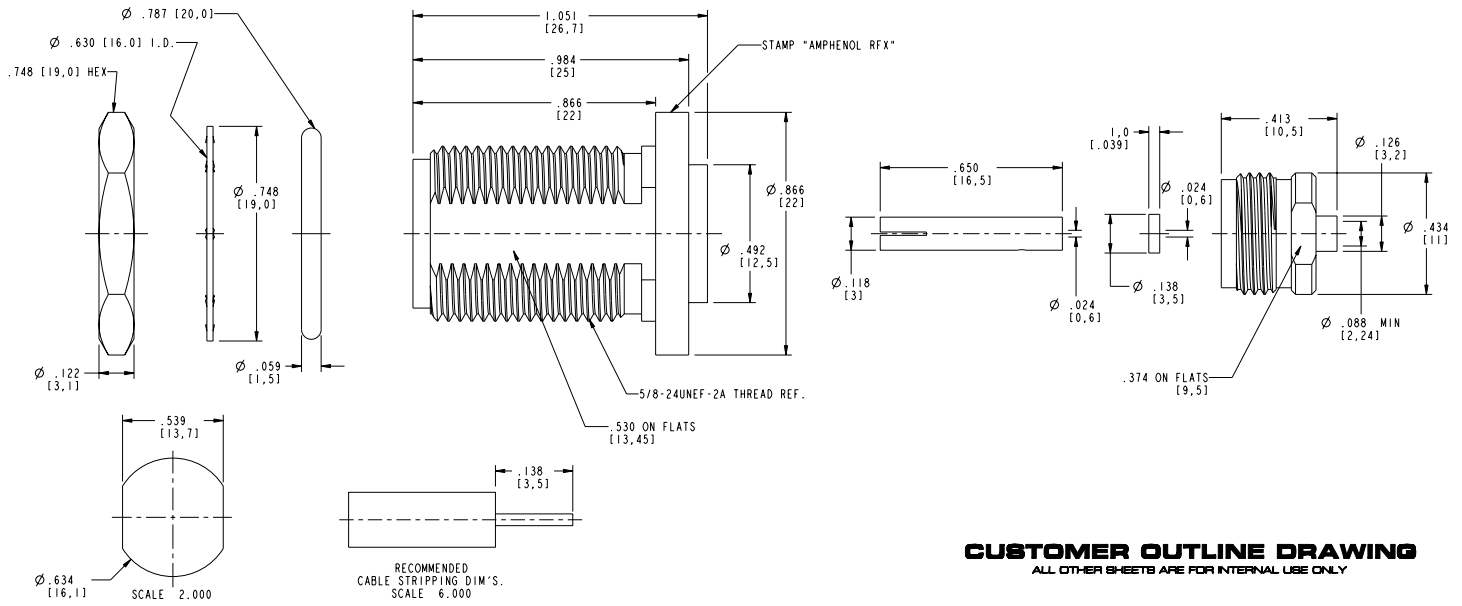 Ø .787 [20,0]
Ø .630 [16.0] I.D.
.748 [19,0] HEX
Ø .748
[19,0]
Ø .122
[3,1]
Ø .059
[1,5]
1.051
[26,7]
.984
[25]
.866
[22]
STAMP "AMPHENOL RFX"
Ø .866
[22]
Ø .492
[12,5]
5/8-24UNEF-2A THREAD REF.
.530 ON FLATS
[13,45]
.650
[16,5]
Ø .118
[3]
Ø .024
[0,6]
1,0
[.039]
Ø .024
[0,6]
Ø .138
[3,5]
.413
[10,5]
Ø .126
[3,2]
Ø .434
[11]
Ø .088 MIN
[2,24]
.374 ON FLATS
[9,5]
.539
[13,7]
Ø .634
[16,1]
SCALE 2.000
.138
[3,5]
RECOMMENDED
CABLE STRIPPING DIM'S.
SCALE 6.000
CUSTOMER OUTLINE DRAWING
ALL OTHER SHEETS ARE FOR INTERNAL USE ONLY